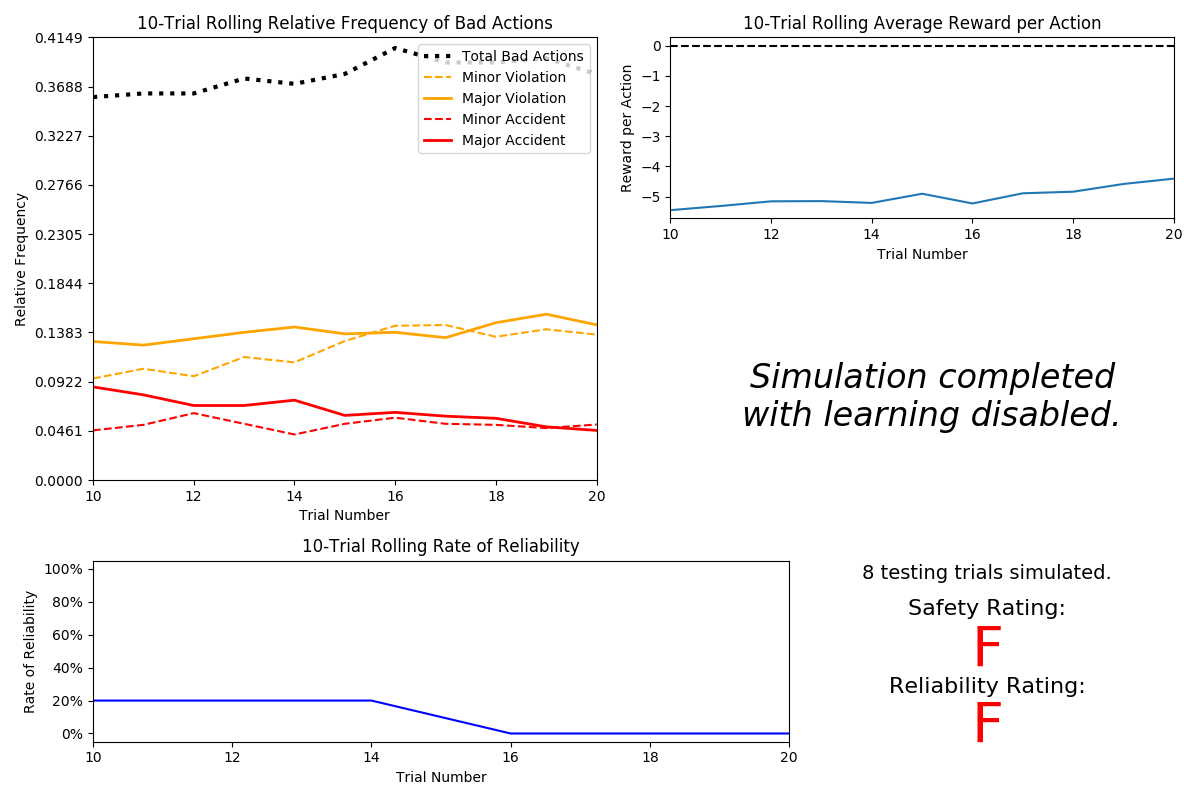 10-Trial Rolling Relative Frequency of Bad Actions
0.4149
0.3688
0.3227
0.2766
0.2305
0.1844
0.1383
0.0922
0.0461
0.0000
Relative Frequency
Total Bad Actions
Minor Violation
Major Violation
Minor Accident
Major Accident
10 12 14 16 18 20
Trial Number
10-Trial Rolling Average Reward per Action
0
−1
−2
−3
−4
−5
Reward per Action
10 12 14 16 18 20
Trial Number
Simulation completed
with learning disabled.
10-Trial Rolling Rate of Reliability
100%
80%
60%
40%
20%
0%
Rate of Reliability
10 12 14 16 18 20
Trial Number
8 testing trials simulated.
Safety Rating:
F
Reliability Rating:
F